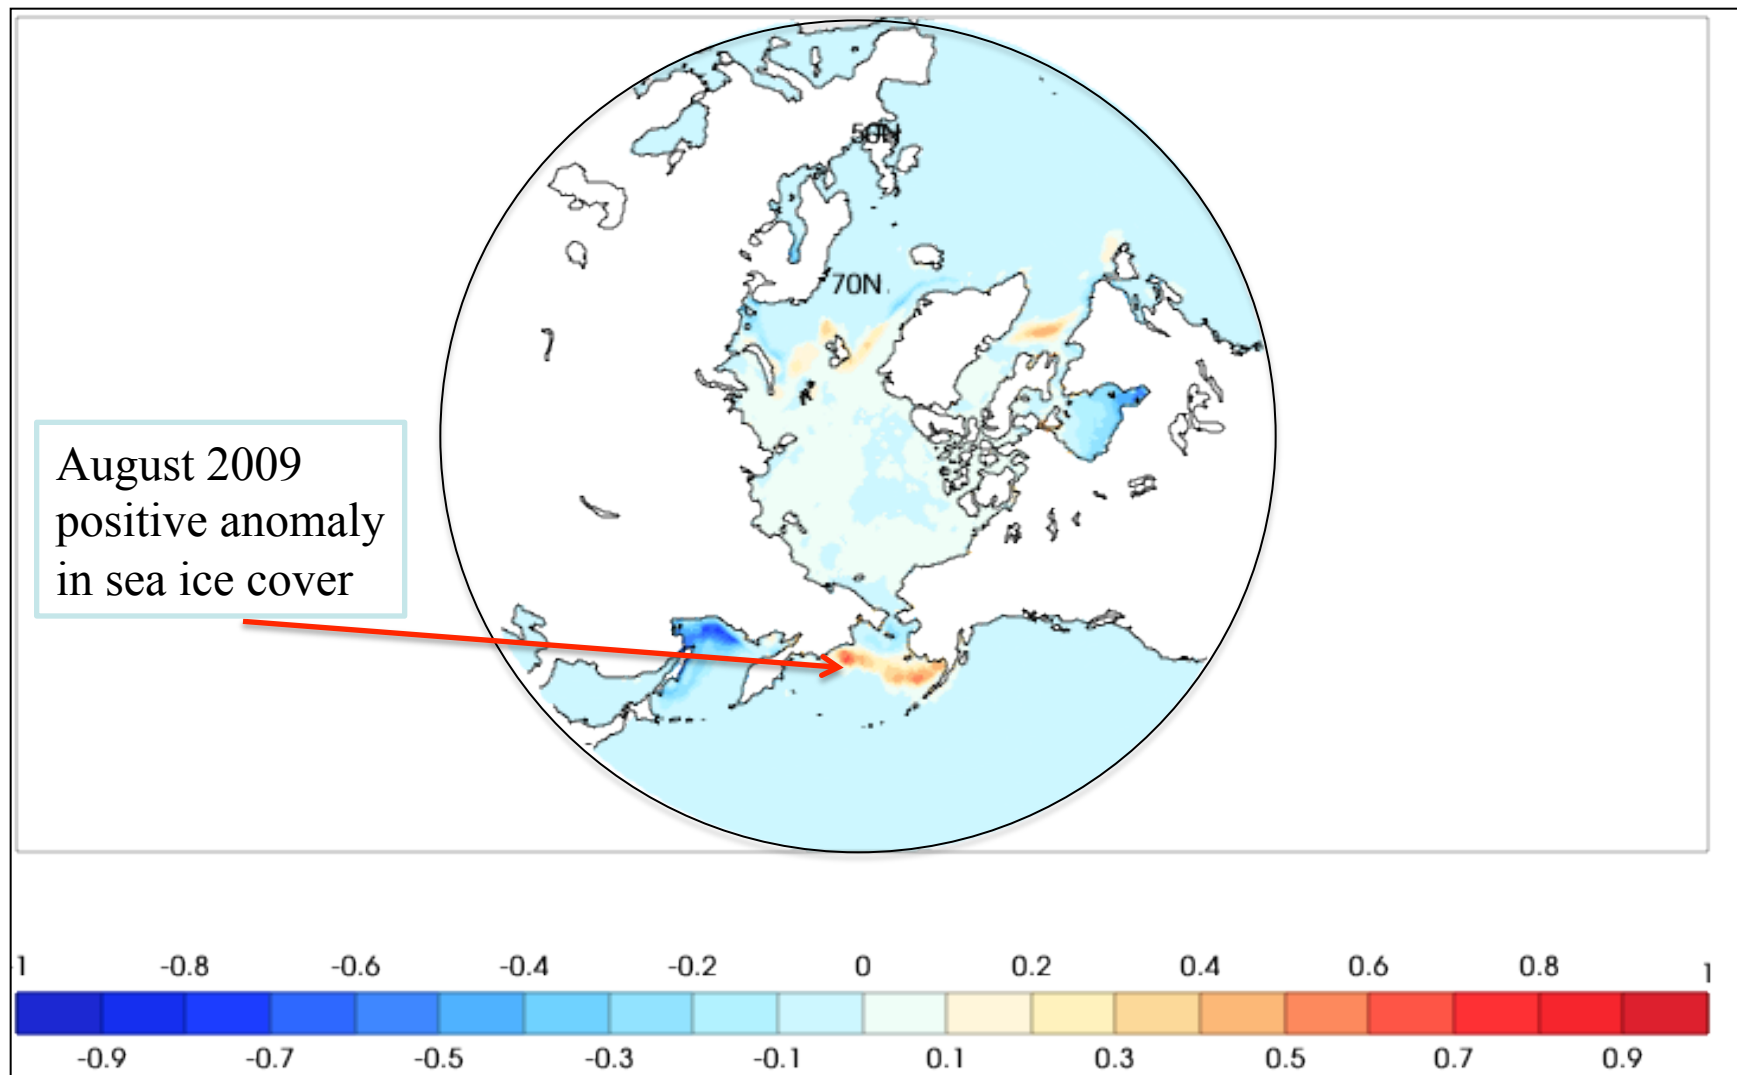 50N
70N
August 2009
positive anomaly
in sea ice cover
1 -0.8 -0.6 -0.4 -0.2 0 0.2 0.4 0.6 0.8 1
-0.9 -0.7 -0.5 -0.3 -0.1 0.1 0.3 0.5 0.7 0.9